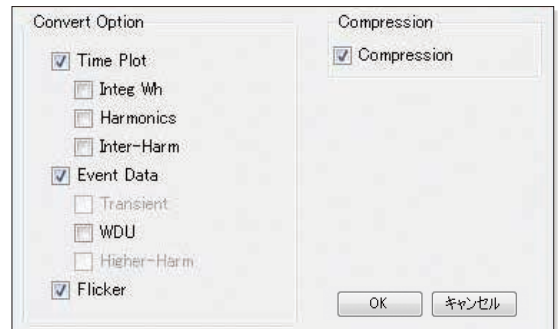 Convert Option
Time Plot
Integ Wh
Harmonics
Inter-Harm
Event Data
Transient
WDU
Higher-Harm
Flicker
Compression
Compression
OK
キャンセル